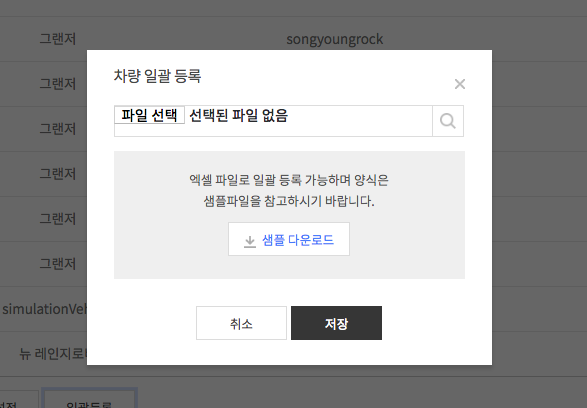 그랜저 songyoungrock
그랜저
그랜저
그랜저
그랜저
그랜저
simulationVeh
뉴 레인지로
차량 일괄 등록
파일 선택 선택된 파일 없음
엑셀 파일로 일괄 등록 가능하며 양식은
샘플파일을 참고하시기 바랍니다.
샘플 다운로드
취소 저장
일괄등록